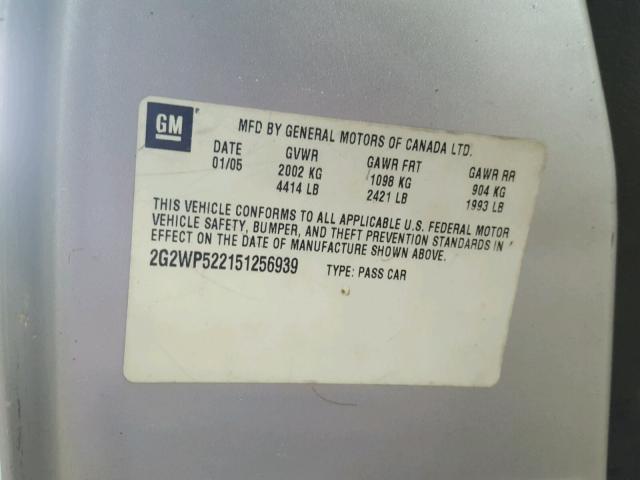 GM
MFD BY GENERAL MOTORS OF CANADA LTD.
DATE GVWR GAWR FRT GAWR RR
01/05 2002 KG 1098 KG 904 KG
4414 LB 2421 LB 1993 LB
THIS VEHICLE CONFORMS TO ALL APPLICABLE U.S. FEDERAL MOTOR
VEHICLE SAFETY, BUMPER, AND THEFT PREVENTION STANDARDS IN
EFFECT ON THE DATE OF MANUFACTURE SHOWN ABOVE.
2G2WP522151256939 TYPE: PASS CAR